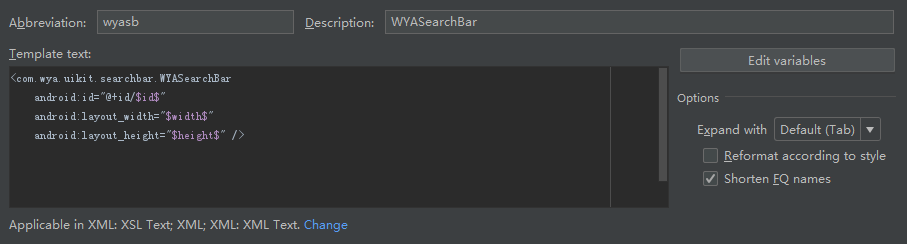 Abbreviation: wyasb Description: WYASearchBar
Template text:
<com.wya.uikit.searchbar.WYASearchBar
android:id="@+id/$id$"
android:layout_width="$width$"
android:layout_height="$height$" />
Edit variables
Options
Expand with Default (Tab)
Reformat according to style
Shorten FQ names
Applicable in XML: XSL Text; XML; XML: XML Text. Change